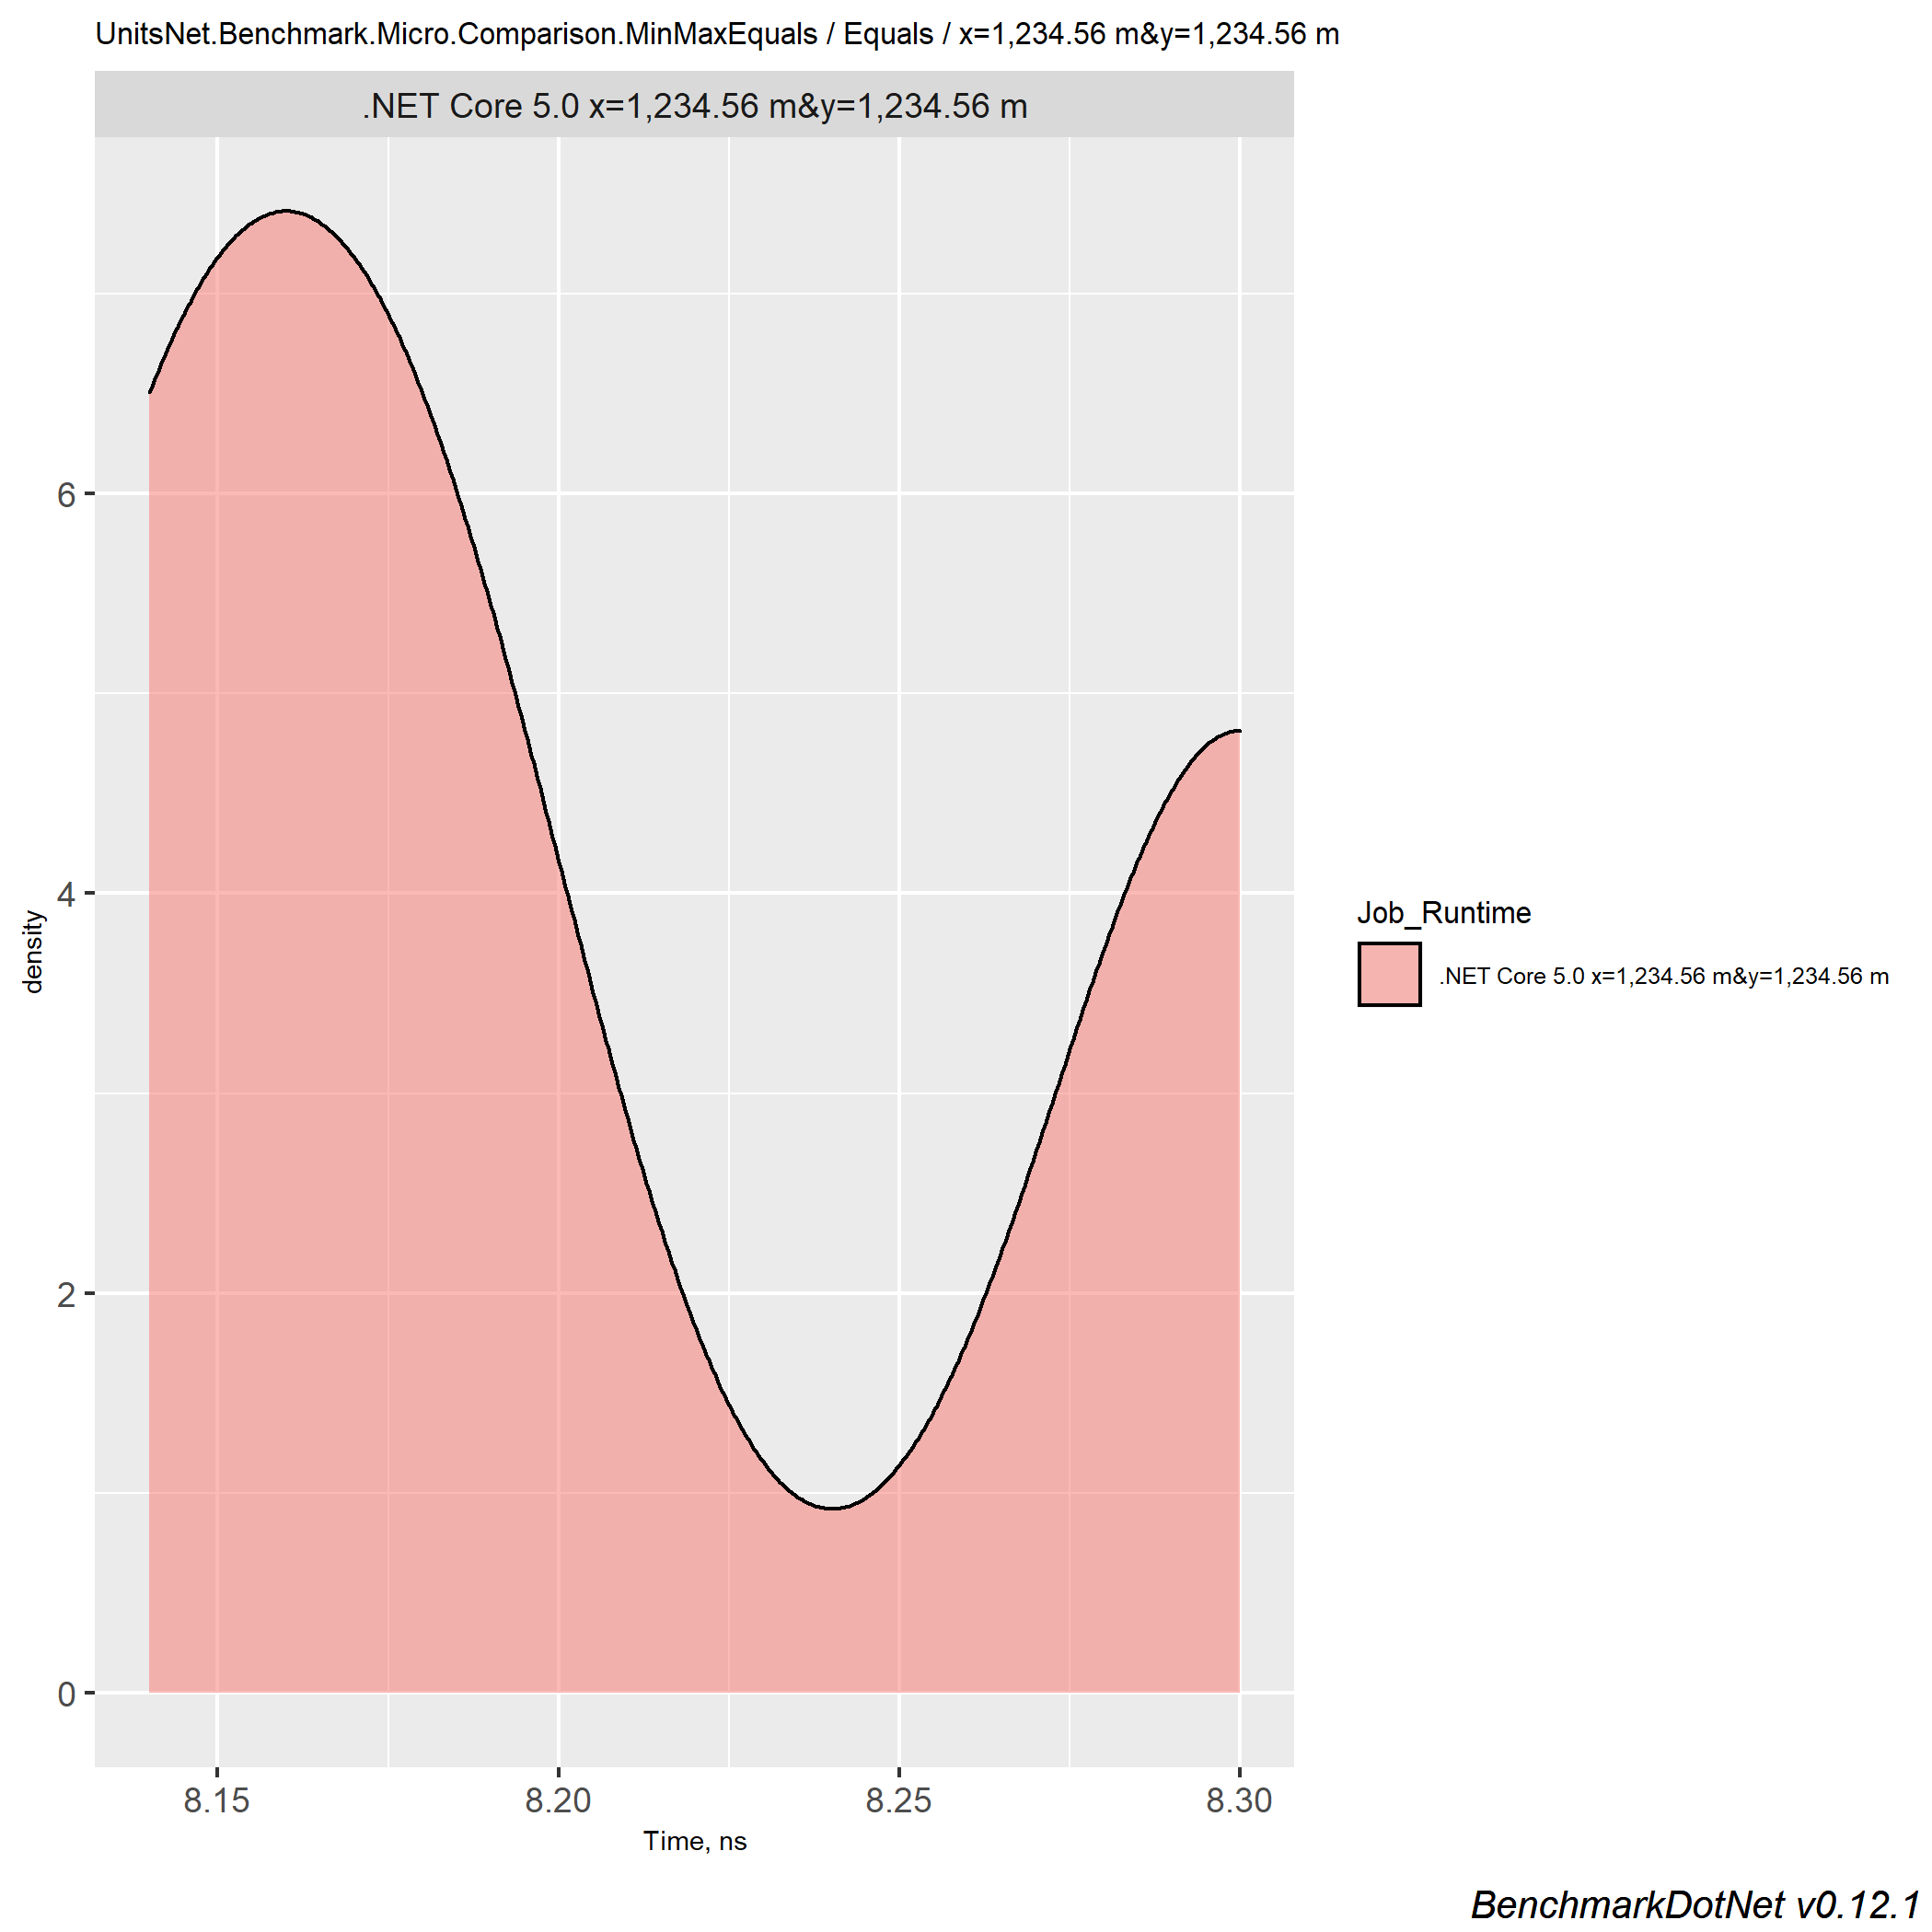 UnitsNet.Benchmark.Micro.Comparison.MinMaxEquals / Equals / x=1,234.56 m&y=1,234.56 m
.NET Core 5.0 x=1,234.56 m&y=1,234.56 m
6
4
2
0
density
8.15 8.20 8.25 8.30
Time, ns
Job_Runtime
.NET Core 5.0 x=1,234.56 m&y=1,234.56 m
BenchmarkDotNet v0.12.1